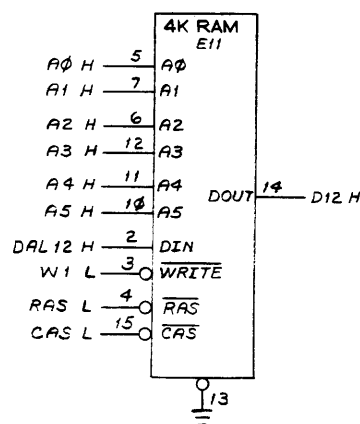 4K RAM
E11
AØ H 5 AØ
A1 H 7 A1
A2 H 6 A2
A3 H 12 A3
A4 H 11 A4
DOUT 14 D12 H
A5 H 1Ø A5
DAL 12 H 2 DIN
W1 L 3 WRITE
RAS L 4 RAS
CAS L 15 CAS
13